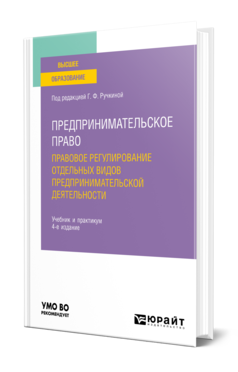 ВЫСШЕЕ
ОБРАЗОВАНИЕ
Под редакцией Г. Ф. Ручкиной
ПРЕДПРИНИМАТЕЛЬСКОЕ
ПРАВО
ПРАВОВОЕ РЕГУЛИРОВАНИЕ
ОТДЕЛЬНЫХ ВИДОВ
ПРЕДПРИНИМАТЕЛЬСКОЙ
ДЕЯТЕЛЬНОСТИ
Учебник и практикум
4-е издание
УМО ВО
РЕКОМЕНДУЕТ
ЮРАЙТ
ИЗДАТЕЛЬСТВО